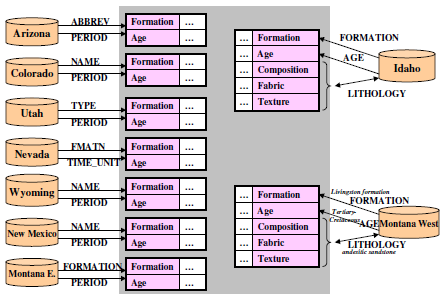 Arizona ABBREV PERIOD
Formation ...
Age ...
Colorado NAME PERIOD
Formation ...
Age ...
Utah TYPE PERIOD
Formation ...
Age ...
Nevada FMATN TIME_UNIT
Formation ...
Age ...
Wyoming NAME PERIOD
Formation ...
Age ...
New Mexico NAME PERIOD
Formation ...
Age ...
Montana E. FORMATION PERIOD
Formation ...
Age ...
... Formation
... Age
... Composition
... Fabric
... Texture
FORMATION
AGE
LITHOLOGY
Idaho
... Formation
... Age
... Composition
... Fabric
... Texture
Livingston formation
FORMATION
Tertiary-
Cretaceous
AGE
Montana West
LITHOLOGY
andesitic sandstone